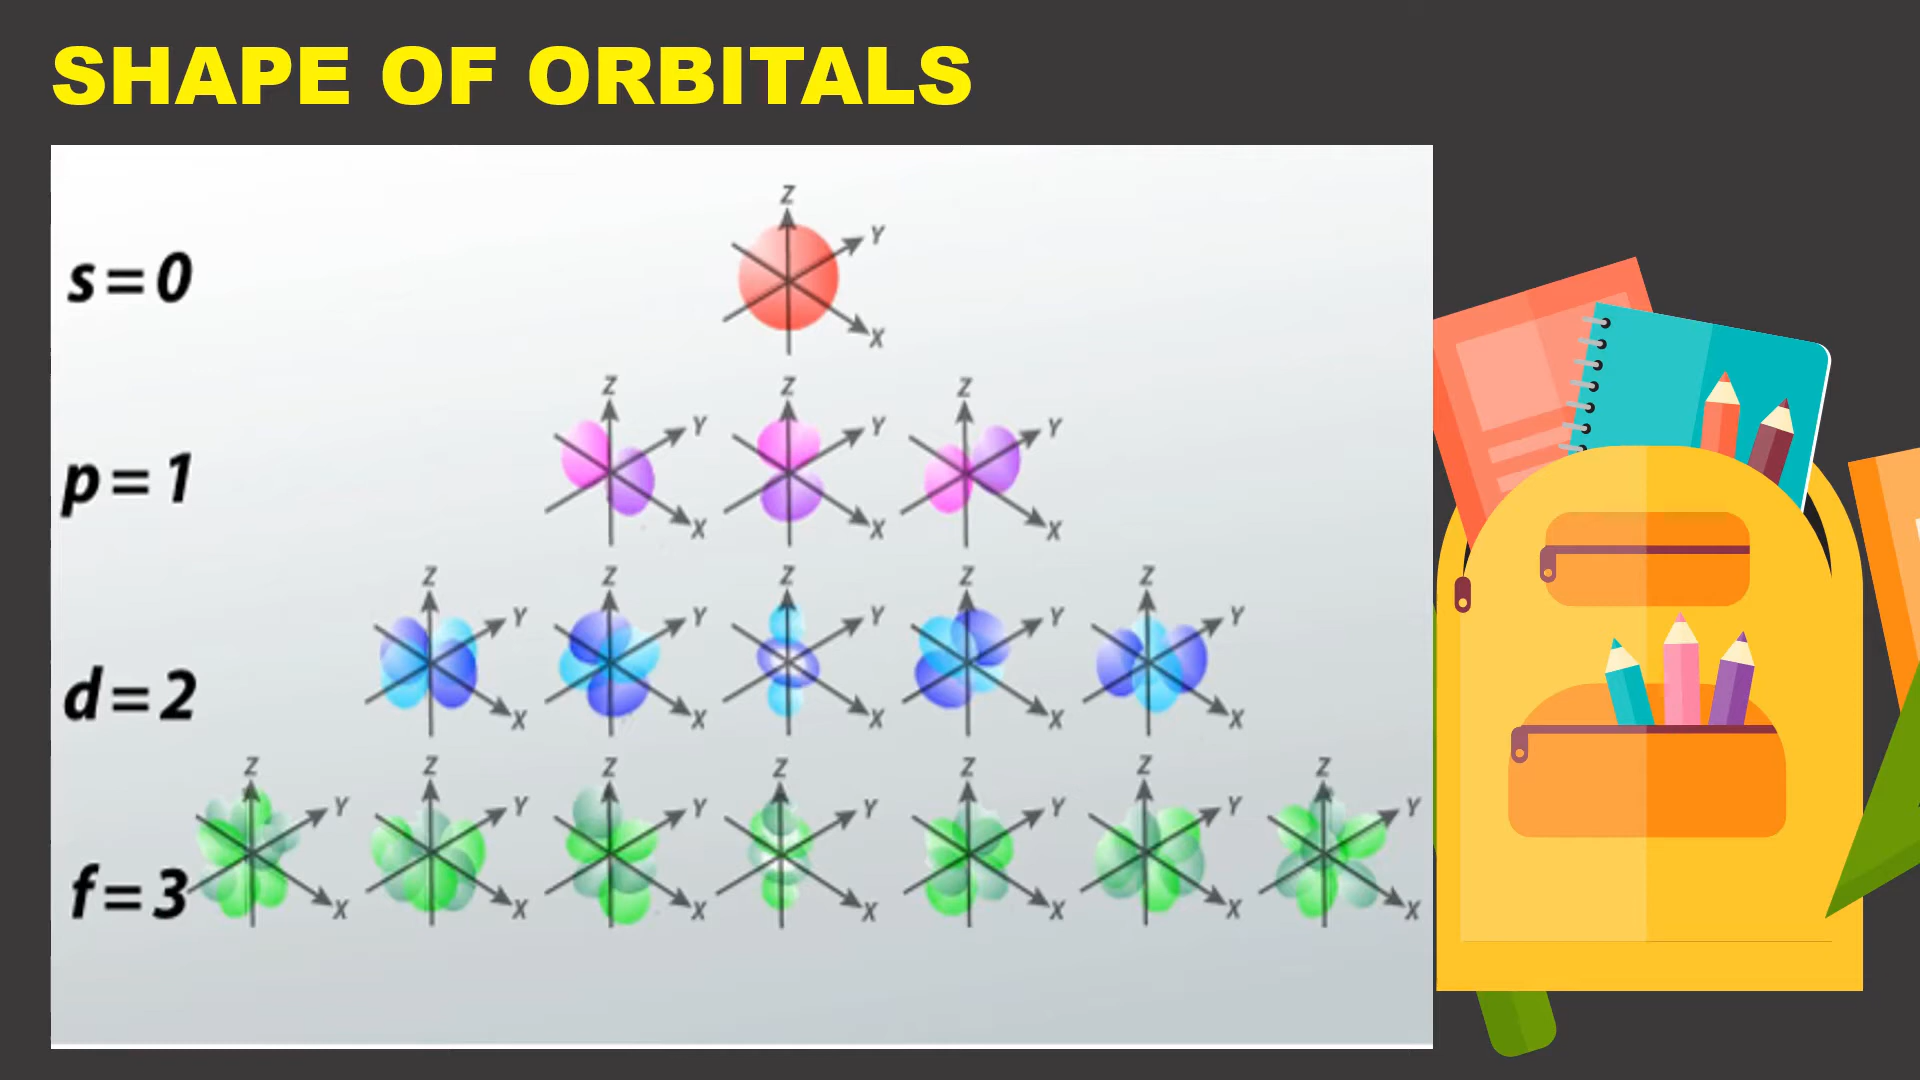 SHAPE OF ORBITALS
s=0
Z
Y
X
p=1
Z Z Z
Y Y Y
X X X
d=2
Z Z Z Z Z
Y Y Y Y Y
X X X X X
f=3
Z Z Z Z Z Z Z
Y Y Y Y Y Y Y
X X X X X X X